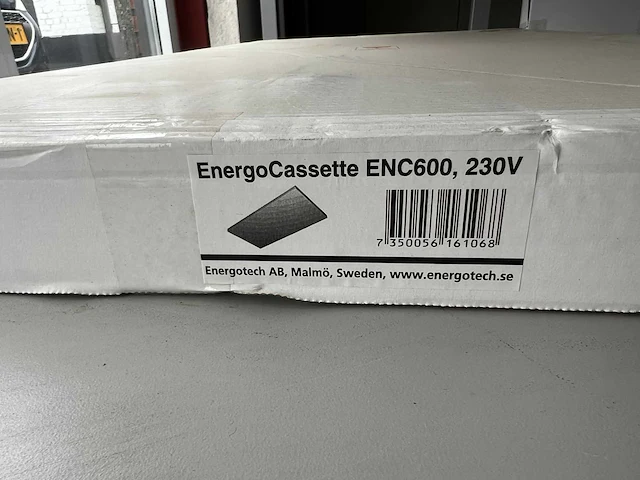 EnergoCassette ENC600, 230V
7 350056 161068
Energotech AB, Malmö, Sweden, www.energotech.se